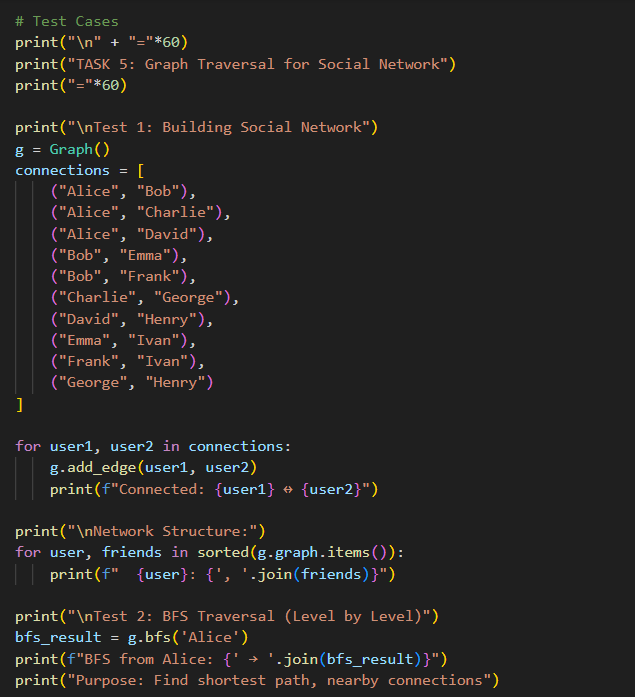 # Test Cases
print("\n" + "="*60)
print("TASK 5: Graph Traversal for Social Network")
print("="*60)
print("\nTest 1: Building Social Network")
g = Graph()
connections = [
    ("Alice", "Bob"),
    ("Alice", "Charlie"),
    ("Alice", "David"),
    ("Bob", "Emma"),
    ("Bob", "Frank"),
    ("Charlie", "George"),
    ("David", "Henry"),
    ("Emma", "Ivan"),
    ("Frank", "Ivan"),
    ("George", "Henry")
]
for user1, user2 in connections:
    g.add_edge(user1, user2)
    print(f"Connected: {user1} ↔ {user2}")
print("\nNetwork Structure:")
for user, friends in sorted(g.graph.items()):
    print(f"  {user}: {', '.join(friends)}")
print("\nTest 2: BFS Traversal (Level by Level)")
bfs_result = g.bfs('Alice')
print(f"BFS from Alice: {' → '.join(bfs_result)}")
print("Purpose: Find shortest path, nearby connections")